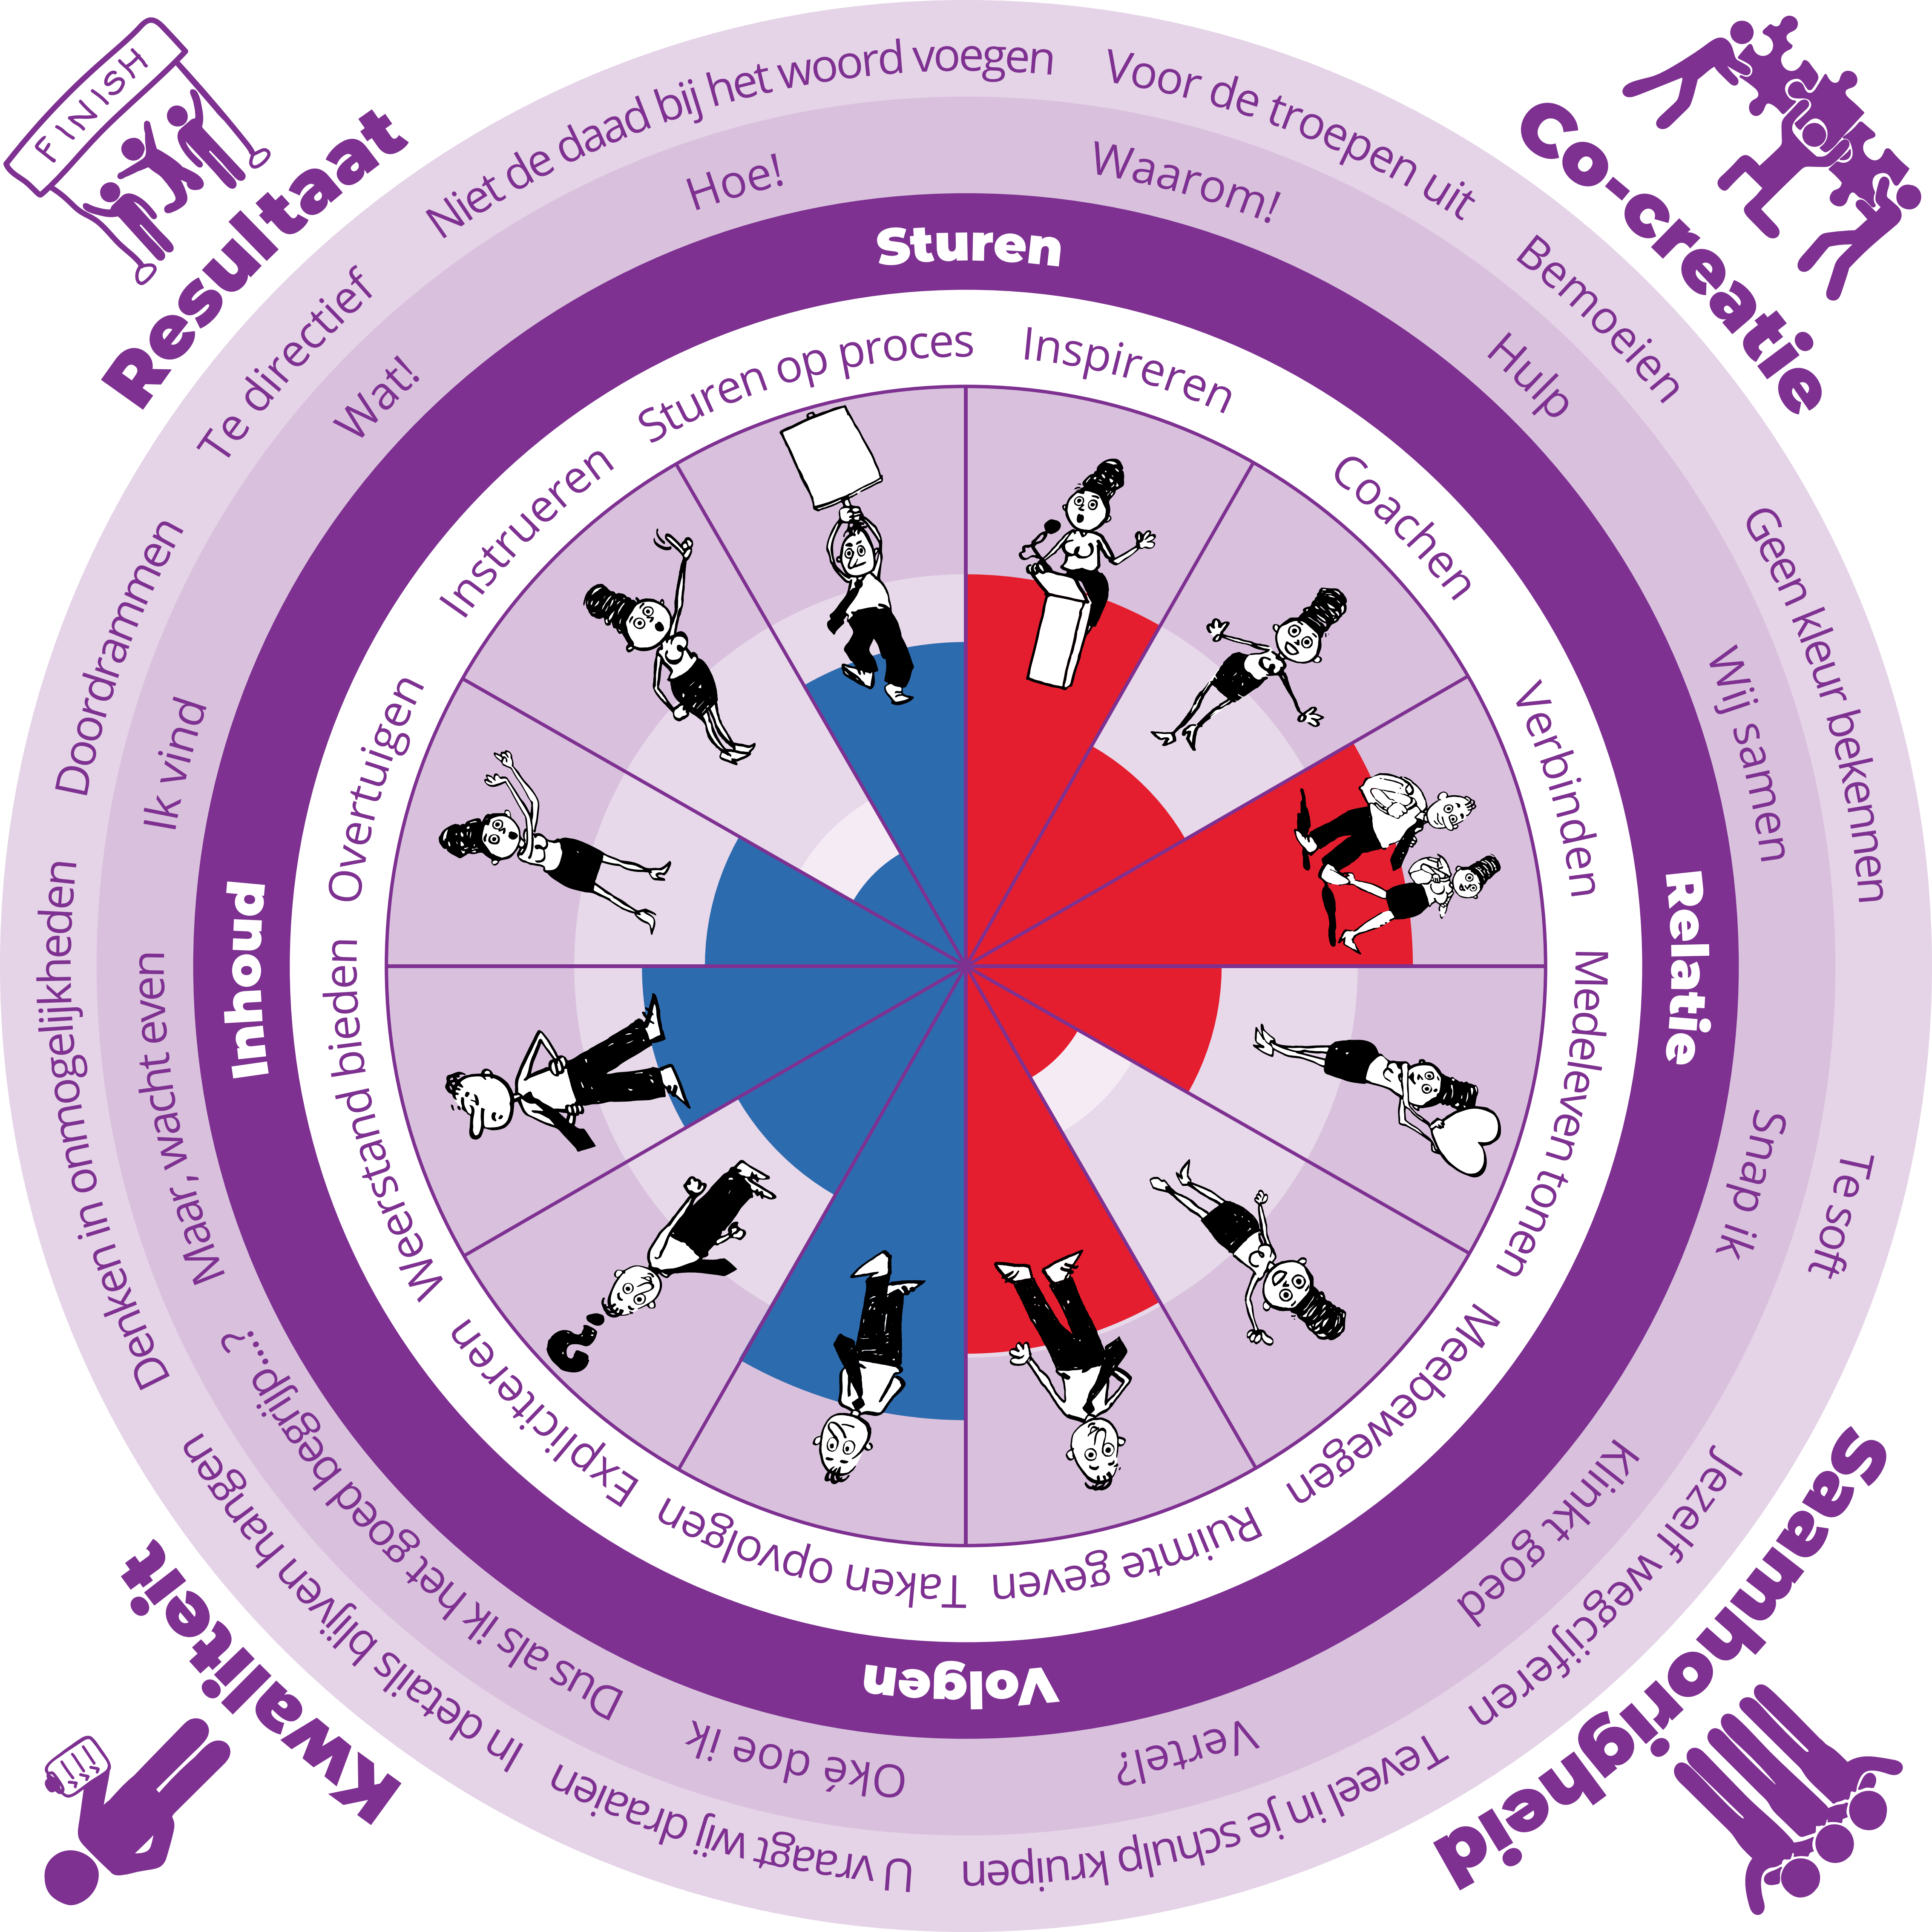 FINISH
Resultaat
Co-creatie
Saamhorigheid
Kwaliteit
Niet de daad bij het woord voegen
Voor de troepen uit
Bemoeien
Geen kleur bekennen
Te soft
Jezelf wegcijferen
Teveel in je schulp kruipen
U vraagt wij draaien
In details blijven hangen
Denken in onmogelijkheden
Doordrammen
Te directief
Hoe!
Waarom!
Hulp
Wij samen
Snap ik
Klinkt goed
Vertel?
Oké doe ik
Dus als ik het goed begrijp...?
Maar, wacht even
Ik vind
Wat!
Sturen
Relatie
Volgen
Inhoud
Sturen op proces
Inspireren
Coachen
Verbinden
Medeleven tonen
Meebewegen
Ruimte geven
Taken opvolgen
Expliciteren
Weerstand bieden
Overtuigen
Instrueren
?